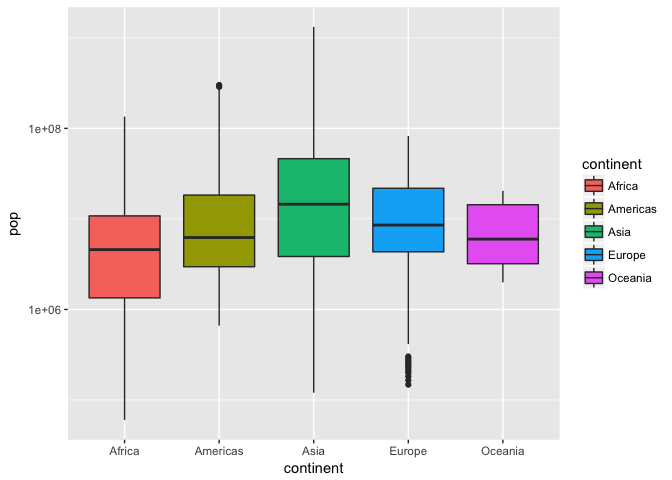 pop
1e+08
1e+06
Africa
Americas
Asia
Europe
Oceania
continent
continent
Africa
Americas
Asia
Europe
Oceania